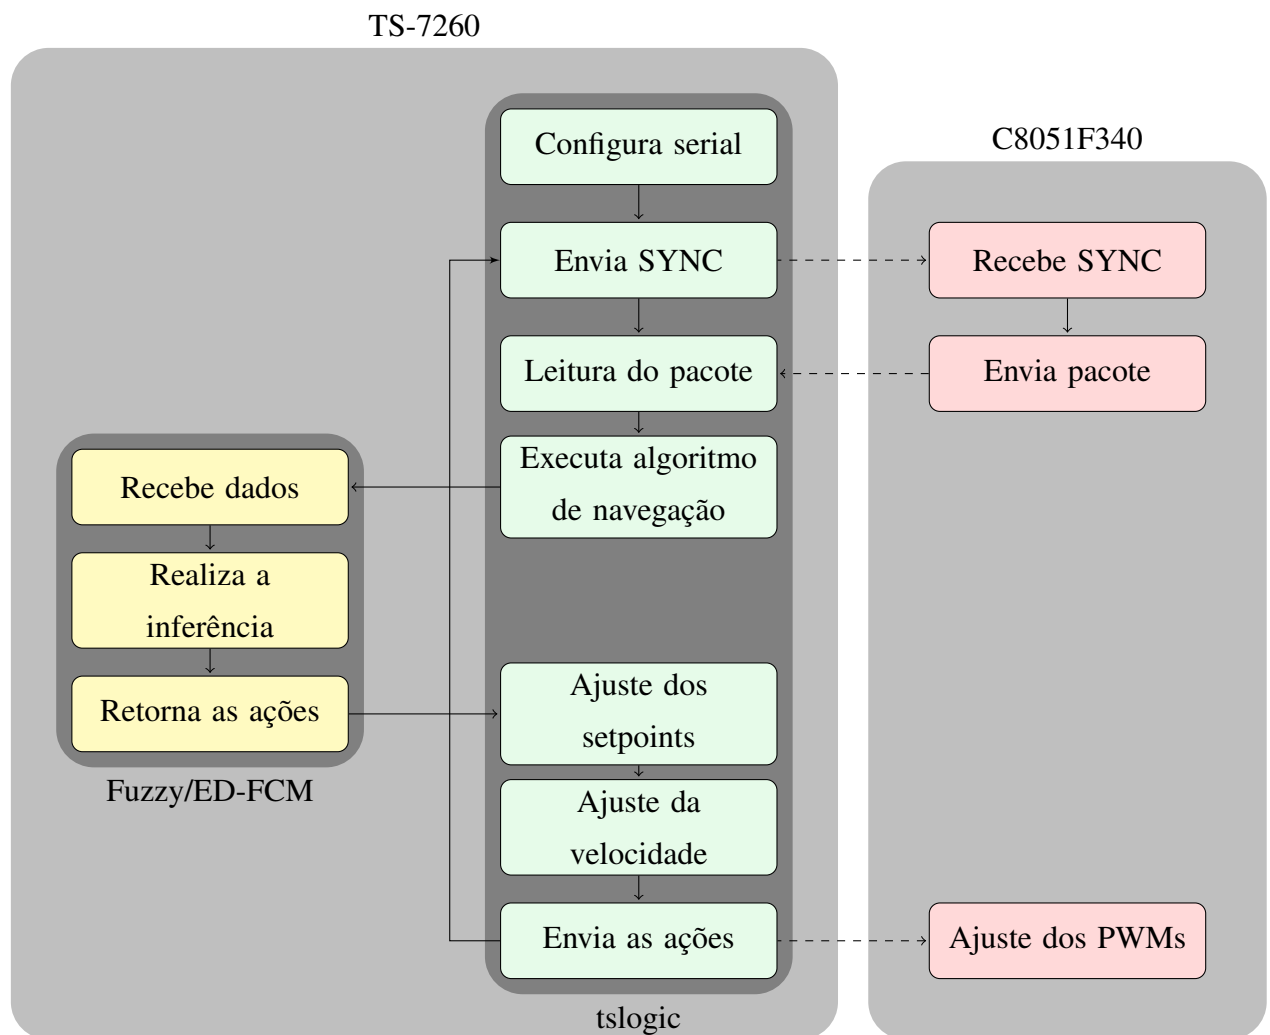 TS-7260
C8051F340
Configura serial
Envia SYNC
Recebe SYNC
Leitura do pacote
Envia pacote
Executa algoritmo
de navegação
Recebe dados
Realiza a
inferência
Retorna as ações
Fuzzy/ED-FCM
Ajuste dos
setpoints
Ajuste da
velocidade
Envia as ações
Ajuste dos PWMs
tslogic